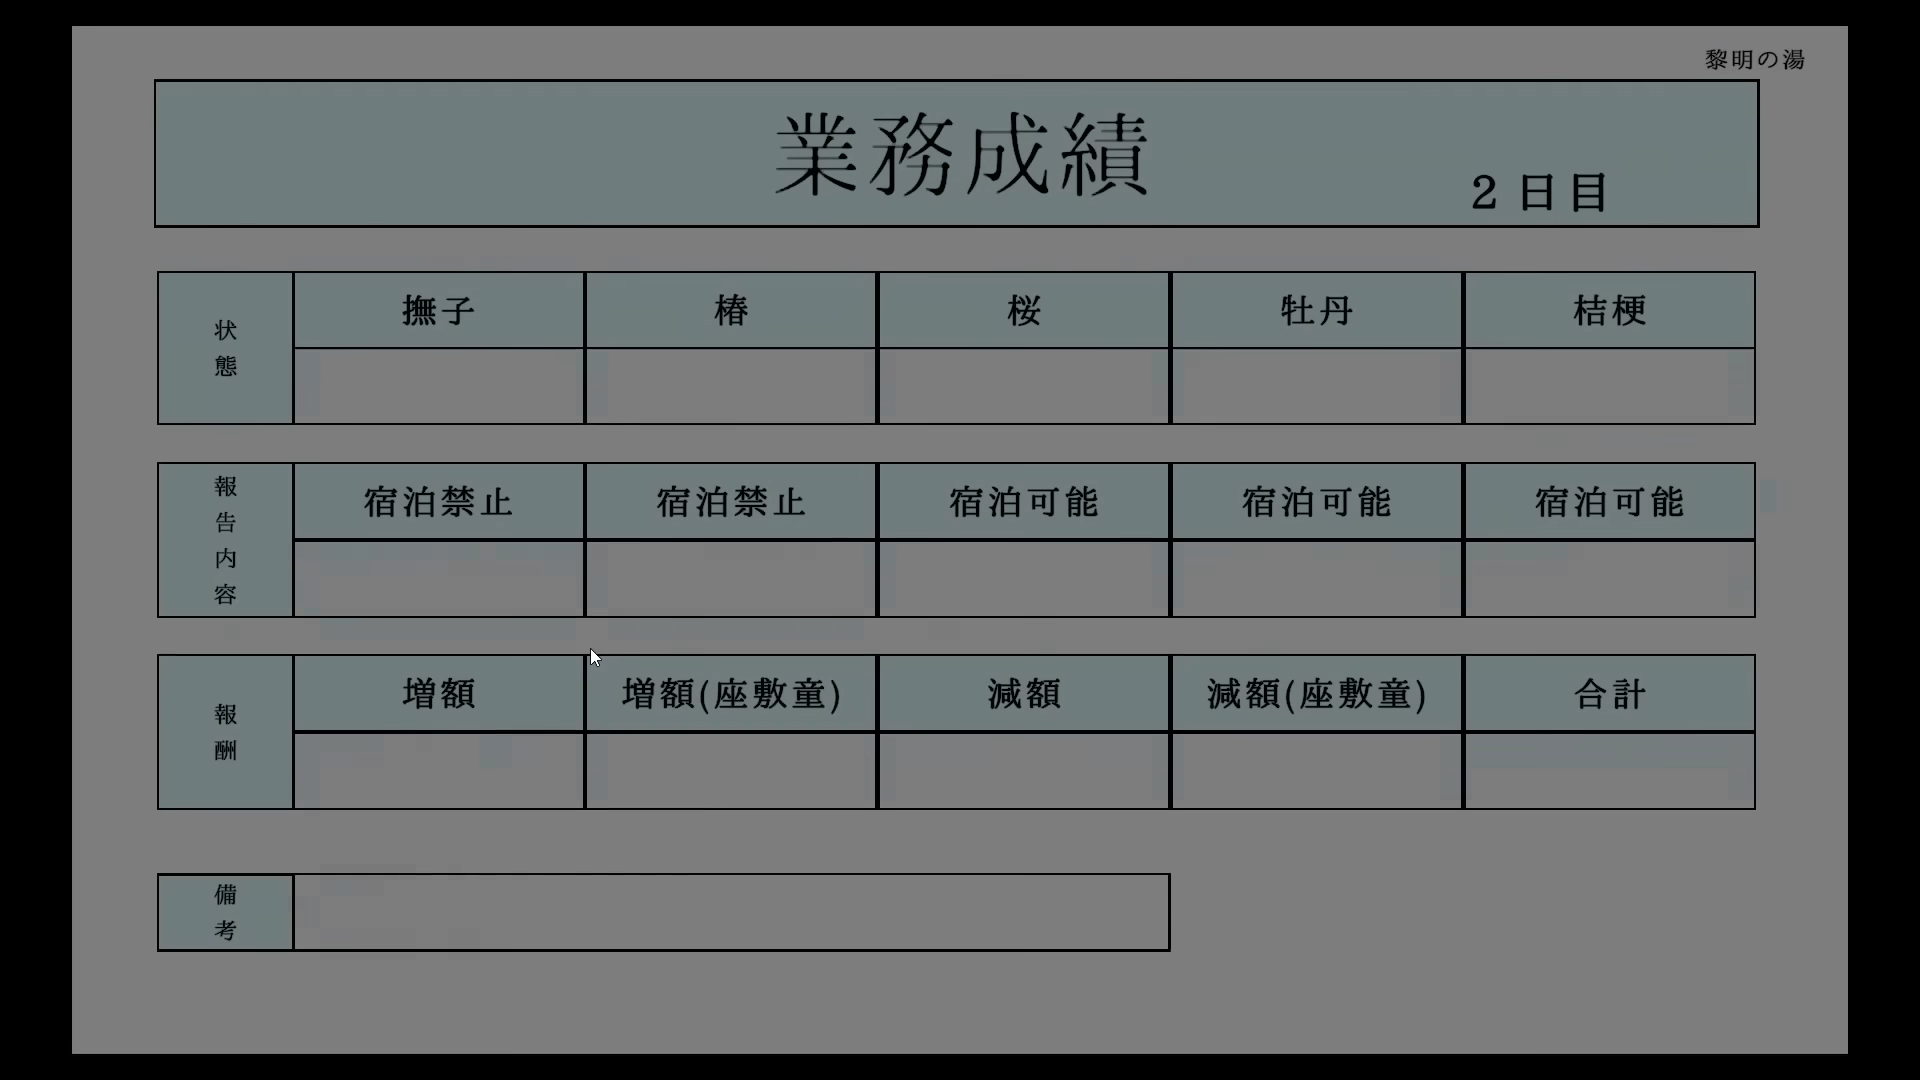 黎明の湯
業務成績
2日目
状態
撫子 椿 桜 牡丹 桔梗
報告内容
宿泊禁止 宿泊禁止 宿泊可能 宿泊可能 宿泊可能
報酬
増額 増額(座敷童) 減額 減額(座敷童) 合計
備考